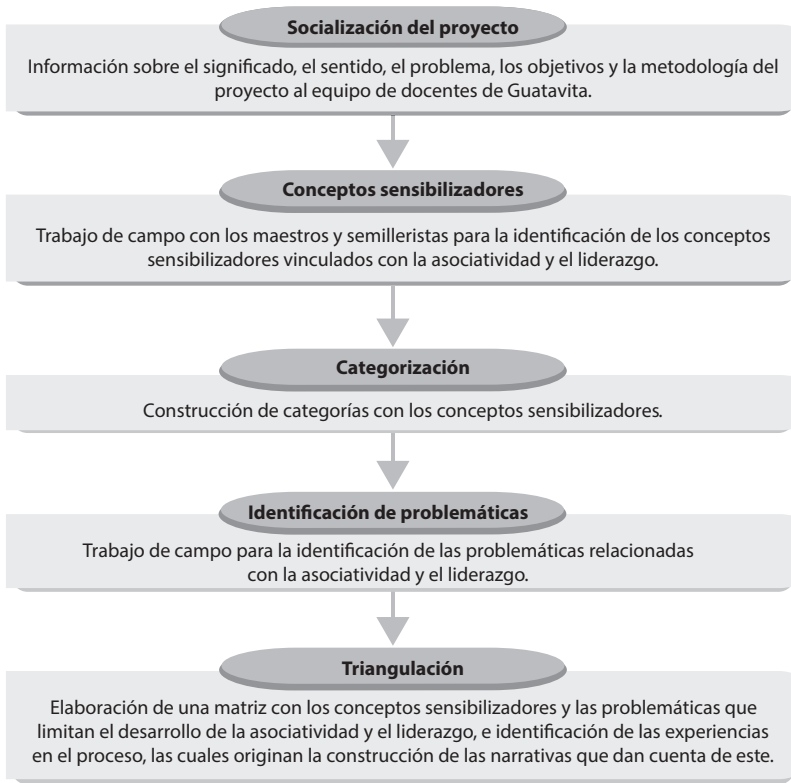 Socialización del proyecto
Información sobre el significado, el sentido, el problema, los objetivos y la metodología del
proyecto al equipo de docentes de Guatavita.
Conceptos sensibilizadores
Trabajo de campo con los maestros y semilleristas para la identificación de los conceptos
sensibilizadores vinculados con la asociatividad y el liderazgo.
Categorización
Construcción de categorías con los conceptos sensibilizadores.
Identificación de problemáticas
Trabajo de campo para la identificación de las problemáticas relacionadas
con la asociatividad y el liderazgo.
Triangulación
Elaboración de una matriz con los conceptos sensibilizadores y las problemáticas que
limitan el desarrollo de la asociatividad y el liderazgo, e identificación de las experiencias
en el proceso, las cuales originan la construcción de las narrativas que dan cuenta de este.